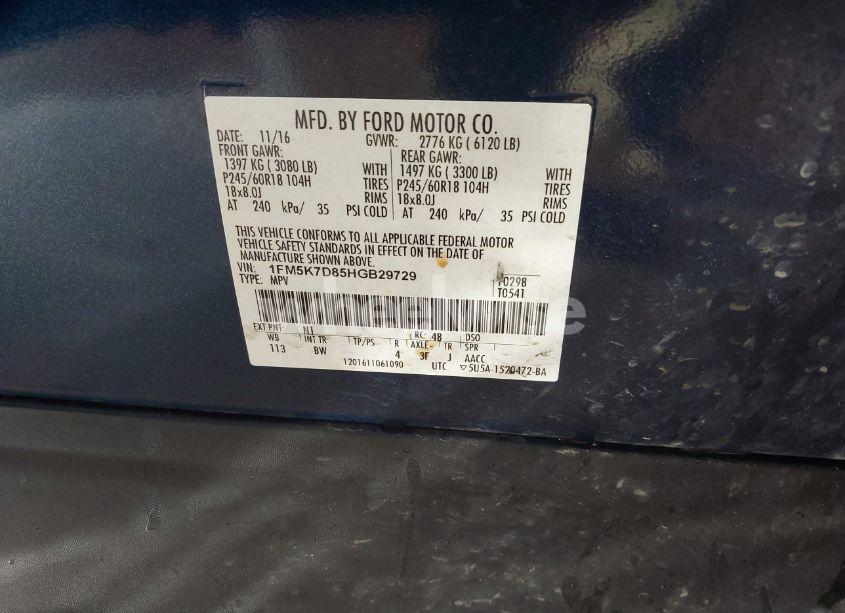 MFD. BY FORD MOTOR CO.
DATE: 11/16 GVWR: 2776 KG ( 6120 LB)
FRONT GAWR: REAR GAWR:
1397 KG ( 3080 LB) WITH 1497 KG ( 3300 LB) WITH
P245/60R18 104H TIRES P245/60R18 104H TIRES
18x8.0J RIMS 18x8.0J RIMS
AT 240 kPa/ 35 PSI COLD AT 240 kPa/ 35 PSI COLD
THIS VEHICLE CONFORMS TO ALL APPLICABLE FEDERAL MOTOR
VEHICLE SAFETY STANDARDS IN EFFECT ON THE DATE OF
MANUFACTURE SHOWN ABOVE.
VIN: 1FM5K7D85HGB29729
TYPE: MPV F0298
T0541
EXT PNT: N1 RC: 48 DSO:
WB INT TR TP/PS R AXLE TR SPR
113 BW 4 3F J AACC
1201611061090 UTC ▽5U5A-1520472-BA